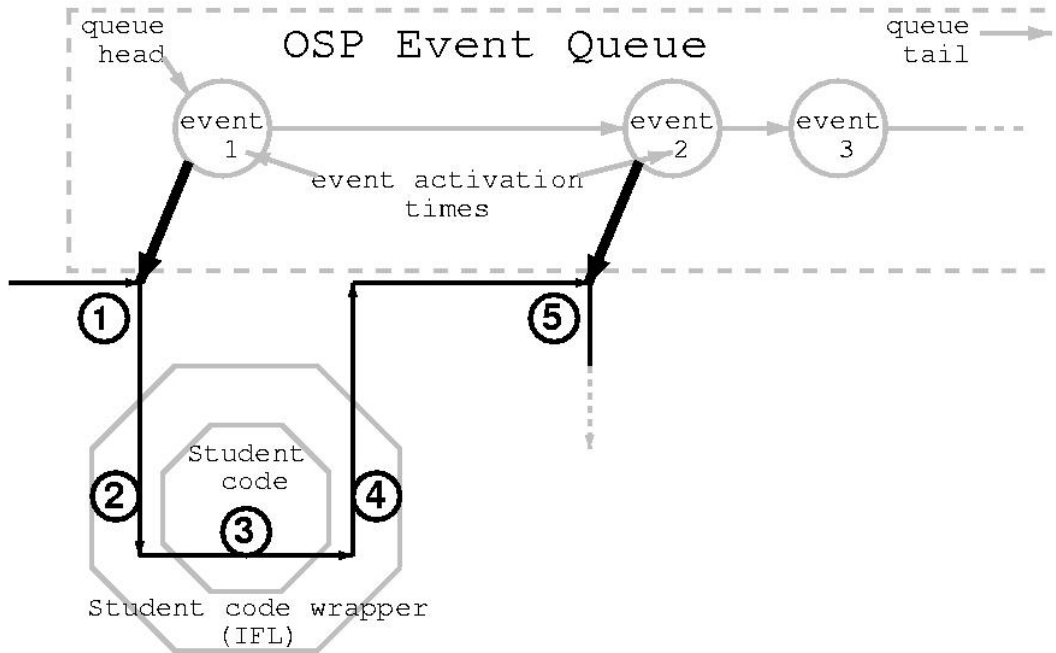 queue
head
OSP Event Queue
queue
tail
event
1
event
2
event
3
event activation
times
1
5
Student
code
2
4
3
Student code wrapper
(IFL)